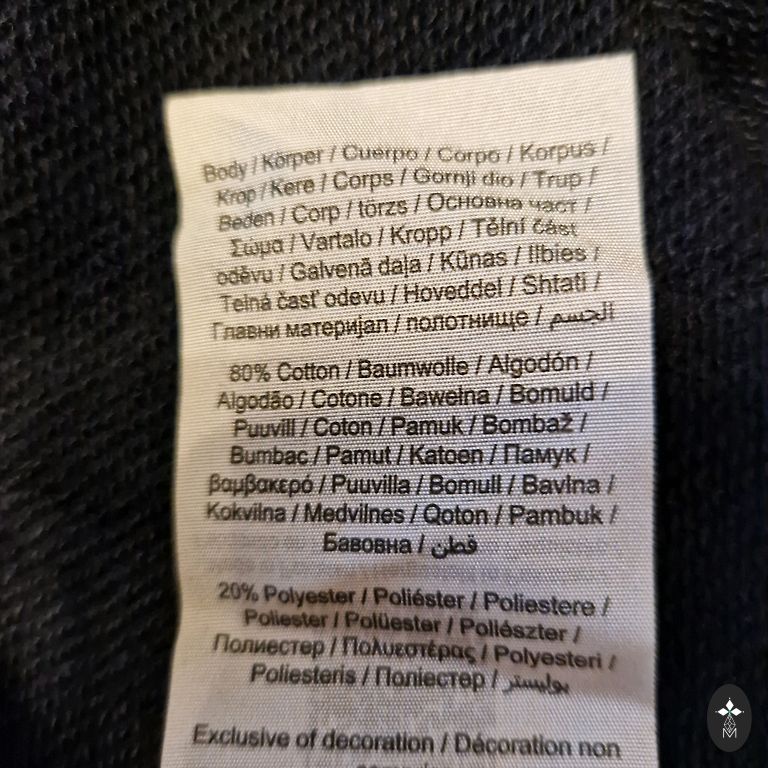 Body / Körper / Cuerpo / Corpo / Korpus /
Krop / Kere / Corps / Gornji dio / Trup /
Beden / Corp / törzs / Основна част /
Σώμα / Vartalo / Kropp / Tělní část
oděvu / Galvenā daļa / Kūnas / Ilbies /
Telná časť odevu / Hoveddel / Shtati /
Главни материјал / полотнище / الجسم
80% Cotton / Baumwolle / Algodón /
Algodão / Cotone / Bawełna / Bomuld /
Puuvill / Coton / Pamuk / Bombaž /
Bumbac / Pamut / Katoen / Памук /
βαμβακερό / Puuvilla / Bomull / Bavlna /
Kokvilna / Medvilnes / Qoton / Pambuk /
Бавовна / قطن
20% Polyester / Poliéster / Poliestere /
Poliester / Polüester / Poliészter /
Полиестер / Πολυεστέρας / Polyesteri /
Poliesteris / Поліестер / بوليستر
Exclusive of decoration / Décoration non